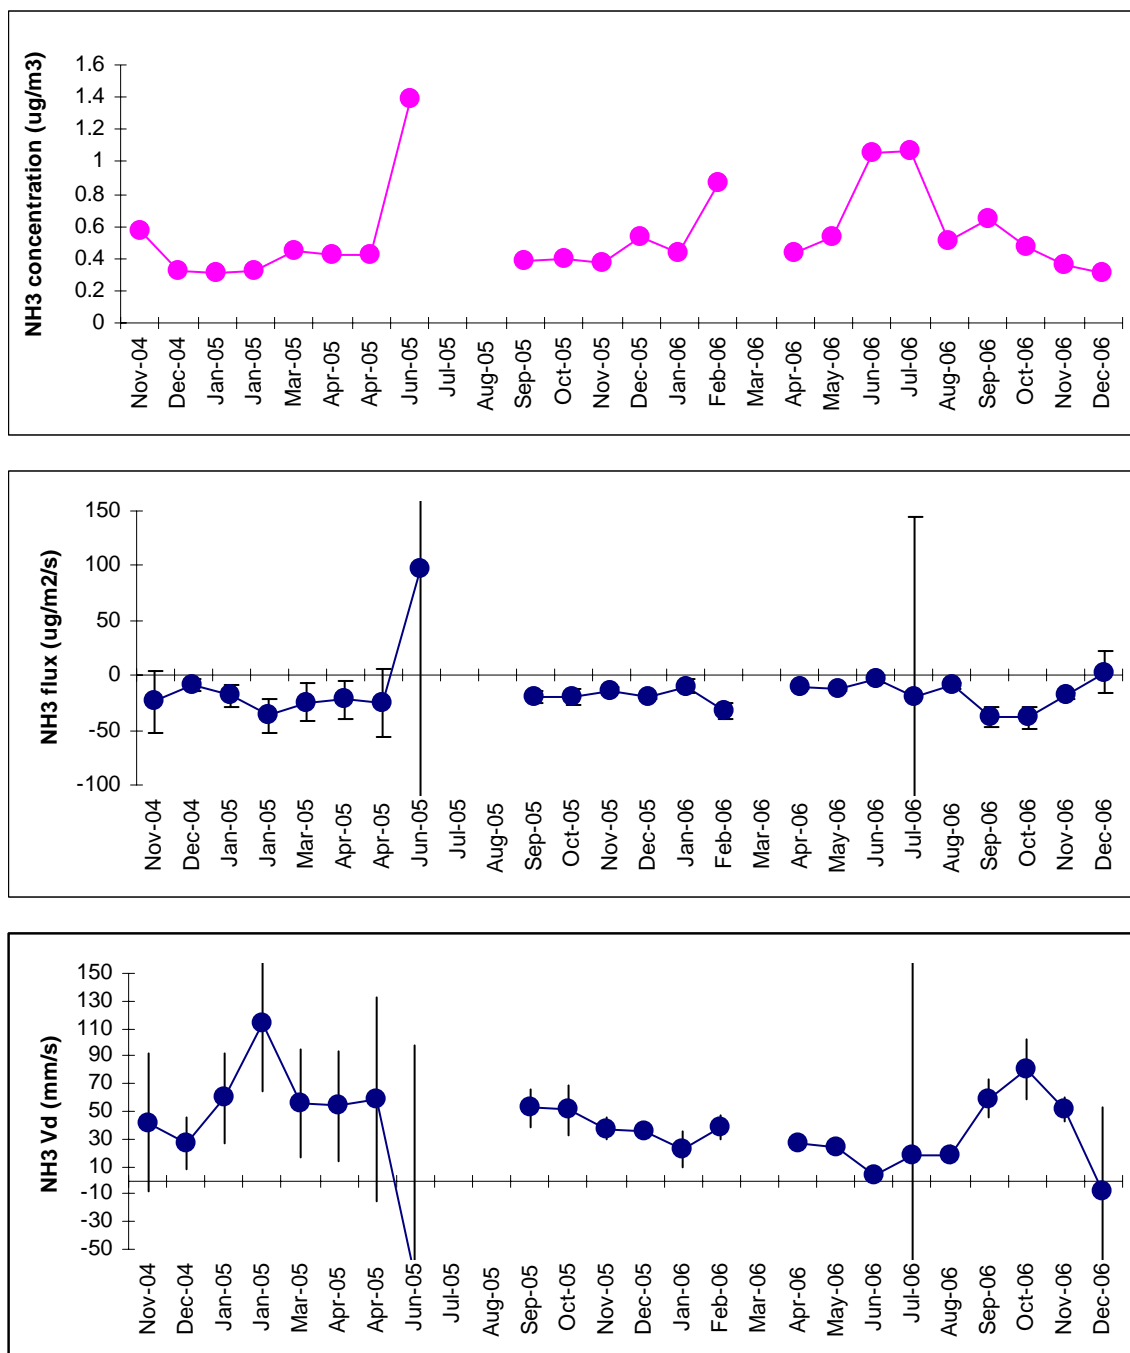 NH3 concentration (ug/m3)
1.6
1.4
1.2
1
0.8
0.6
0.4
0.2
0
Nov-04
Dec-04
Jan-05
Jan-05
Mar-05
Apr-05
Apr-05
Jun-05
Jul-05
Aug-05
Sep-05
Oct-05
Nov-05
Dec-05
Jan-06
Feb-06
Mar-06
Apr-06
May-06
Jun-06
Jul-06
Aug-06
Sep-06
Oct-06
Nov-06
Dec-06
NH3 flux (ug/m2/s)
150
100
50
0
-50
-100
Nov-04
Dec-04
Jan-05
Jan-05
Mar-05
Apr-05
Apr-05
Jun-05
Jul-05
Aug-05
Sep-05
Oct-05
Nov-05
Dec-05
Jan-06
Feb-06
Mar-06
Apr-06
May-06
Jun-06
Jul-06
Aug-06
Sep-06
Oct-06
Nov-06
Dec-06
NH3 Vd (mm/s)
150
130
110
90
70
50
30
10
-10
-30
-50
Nov-04
Dec-04
Jan-05
Jan-05
Mar-05
Apr-05
Apr-05
Jun-05
Jul-05
Aug-05
Sep-05
Oct-05
Nov-05
Dec-05
Jan-06
Feb-06
Mar-06
Apr-06
May-06
Jun-06
Jul-06
Aug-06
Sep-06
Oct-06
Nov-06
Dec-06